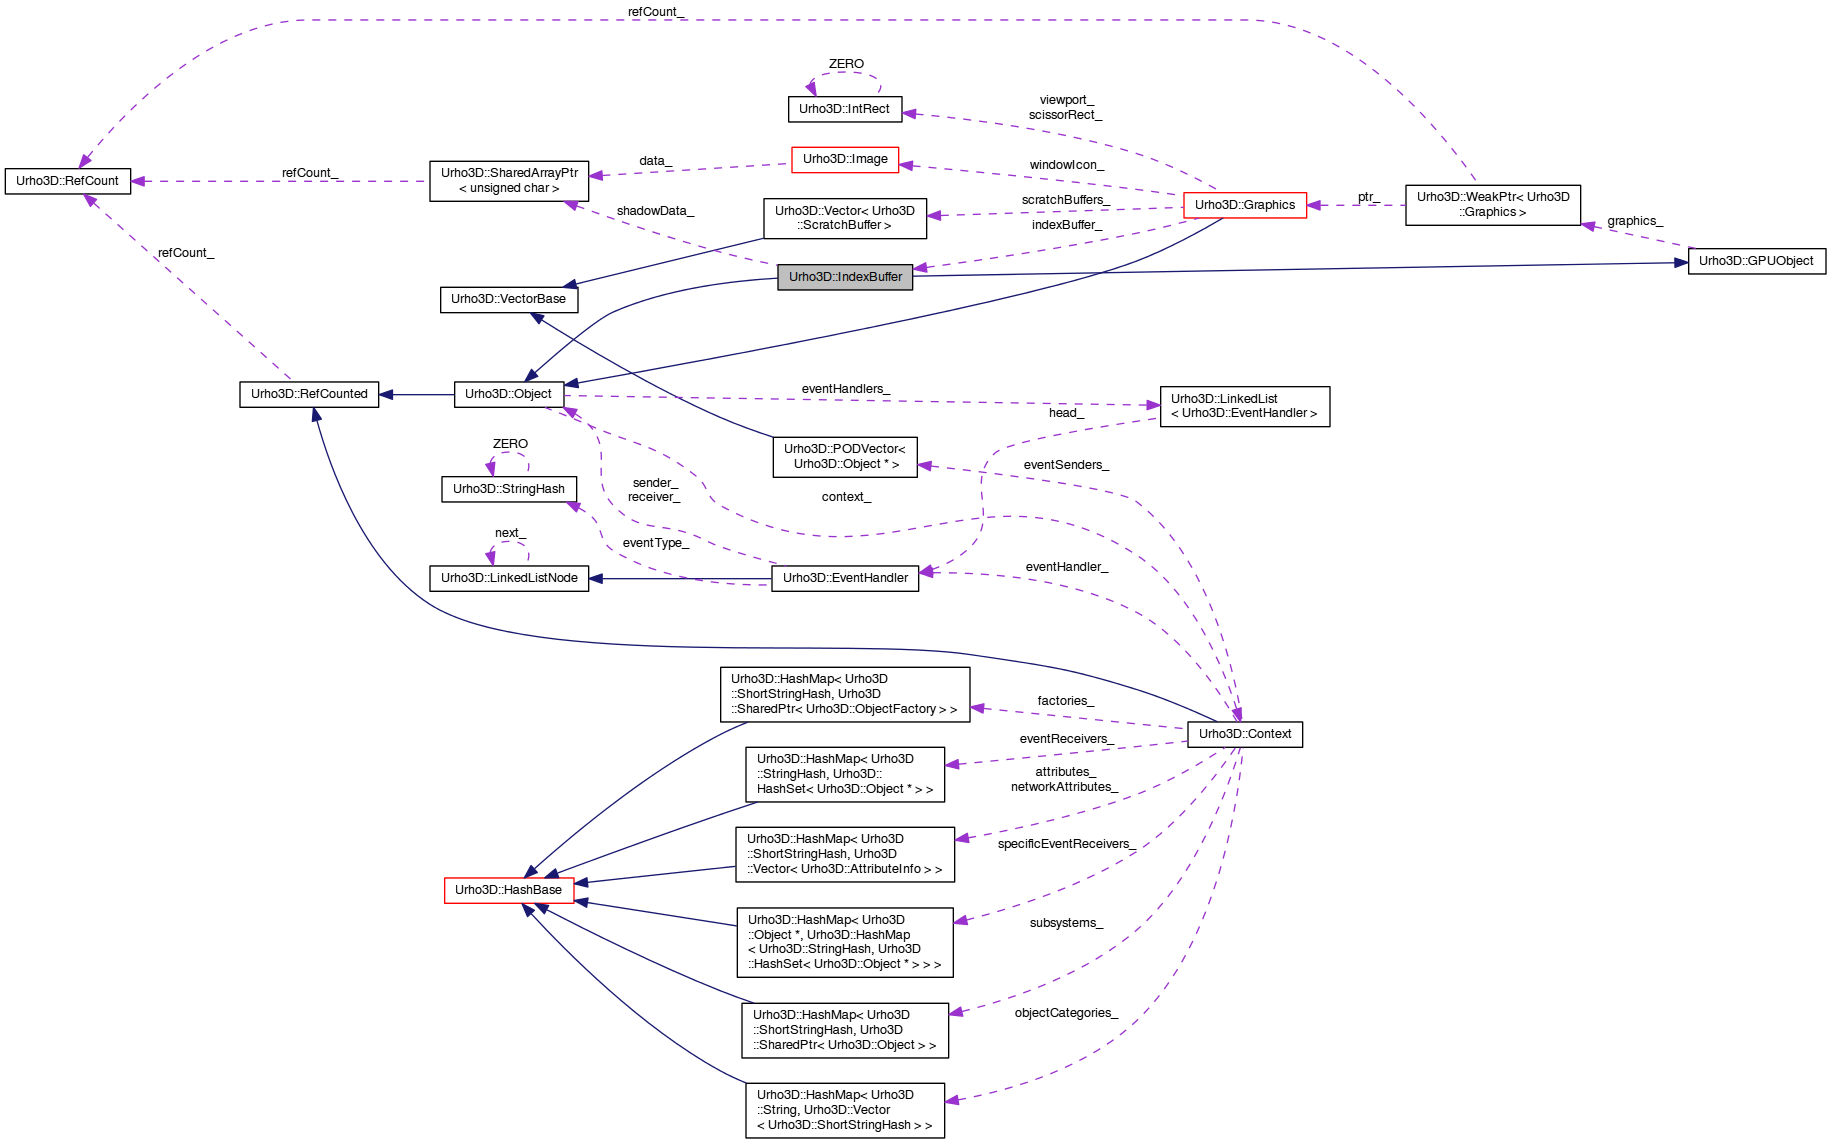 refCount_
ZERO
Urho3D::IntRect
viewport_
scissorRect_
Urho3D::Image
data_
windowIcon_
Urho3D::RefCount
refCount_
Urho3D::SharedArrayPtr
< unsigned char >
Urho3D::Graphics
ptr_
Urho3D::WeakPtr< Urho3D
::Graphics >
graphics_
shadowData_
Urho3D::Vector< Urho3D
::ScratchBuffer >
scratchBuffers_
indexBuffer_
refCount_
Urho3D::IndexBuffer
Urho3D::GPUObject
Urho3D::VectorBase
Urho3D::RefCounted
Urho3D::Object
eventHandlers_
Urho3D::LinkedList
< Urho3D::EventHandler >
head_
ZERO
Urho3D::StringHash
Urho3D::PODVector<
Urho3D::Object * >
eventSenders_
sender_
receiver_
context_
next_
Urho3D::LinkedListNode
eventType_
Urho3D::EventHandler
eventHandler_
Urho3D::HashMap< Urho3D
::ShortStringHash, Urho3D
::SharedPtr< Urho3D::ObjectFactory > >
factories_
Urho3D::Context
eventReceivers_
Urho3D::HashMap< Urho3D
::StringHash, Urho3D::
HashSet< Urho3D::Object * > >
attributes_
networkAttributes_
Urho3D::HashMap< Urho3D
::ShortStringHash, Urho3D
::Vector< Urho3D::AttributeInfo > >
specificEventReceivers_
Urho3D::HashBase
Urho3D::HashMap< Urho3D
::Object *, Urho3D::HashMap
< Urho3D::StringHash, Urho3D
::HashSet< Urho3D::Object * > > >
subsystems_
Urho3D::HashMap< Urho3D
::ShortStringHash, Urho3D
::SharedPtr< Urho3D::Object > >
objectCategories_
Urho3D::HashMap< Urho3D
::String, Urho3D::Vector
< Urho3D::ShortStringHash > >